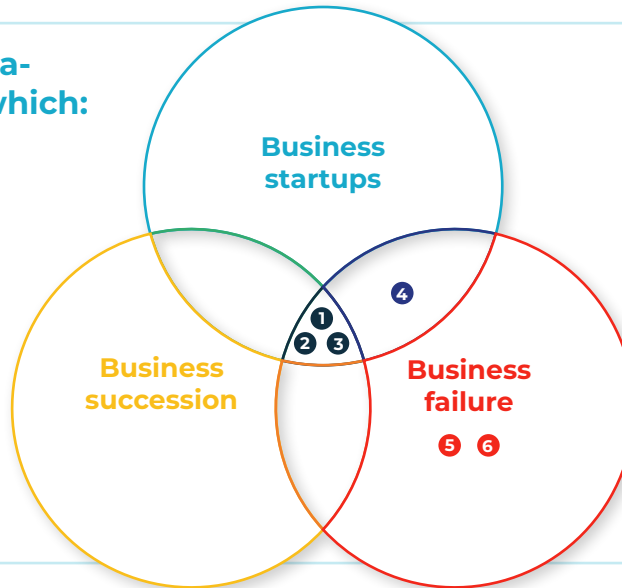 a-
which:
Business
startups
4
1
2 3
Business
succession
Business
failure
5 6